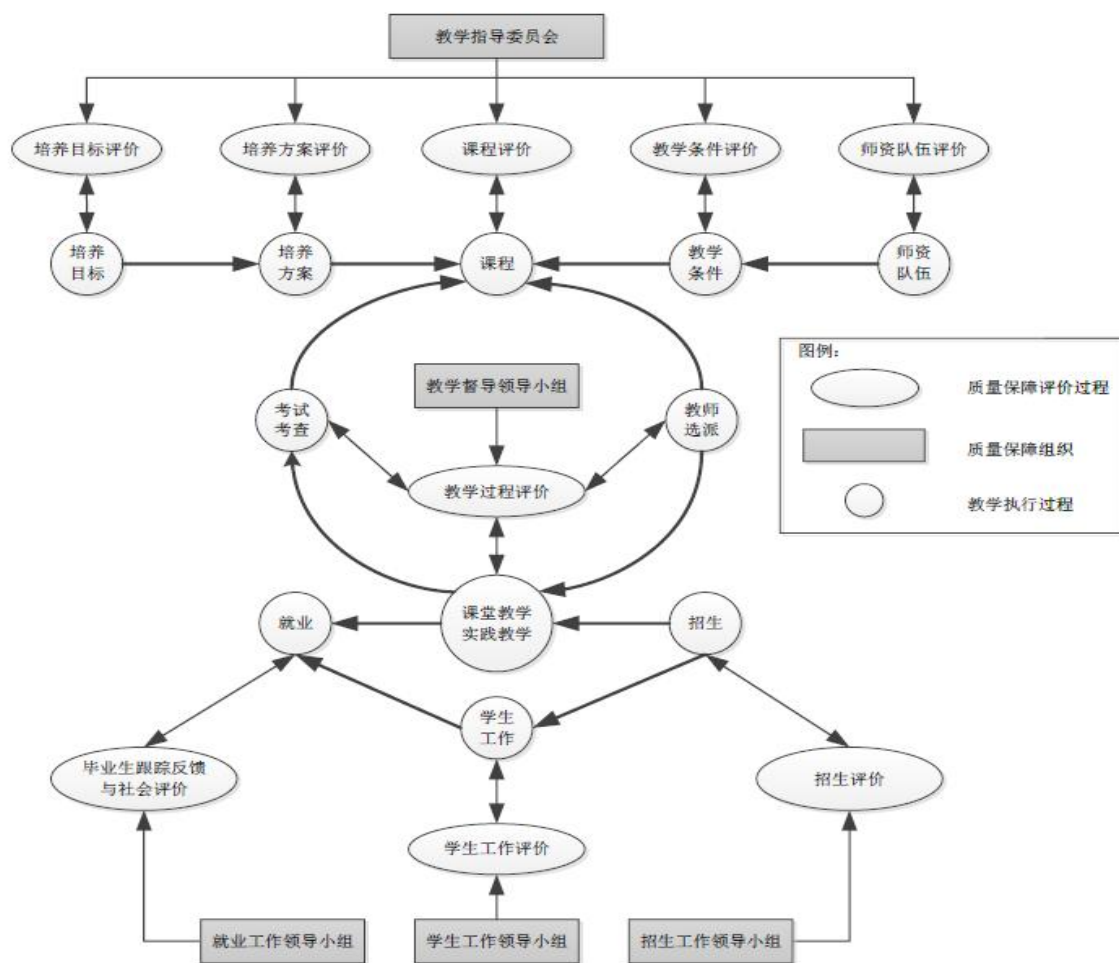 教学指导委员会
培养目标评价
培养方案评价
课程评价
教学条件评价
师资队伍评价
培养
目标
培养
方案
课程
教学
条件
师资
队伍
图例：
质量保障评价过程
质量保障组织
教学执行过程
教学督导领导小组
考试
考查
教师
选派
教学过程评价
课堂教学
实践教学
就业
招生
学生
工作
毕业生跟踪反馈
与社会评价
招生评价
学生工作评价
就业工作领导小组
学生工作领导小组
招生工作领导小组